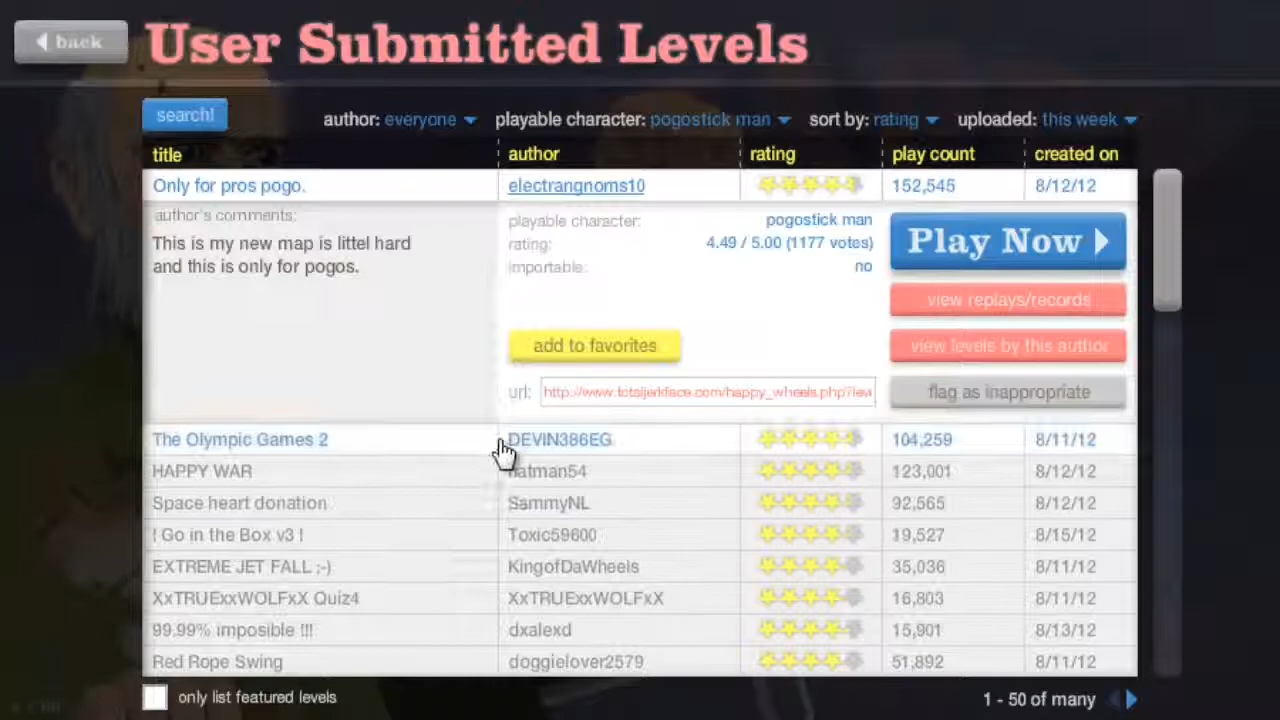 back
User Submitted Levels
search!
author: everyone
playable character: pogostick man
sort by: rating
uploaded: this week
title author rating play count created on
Only for pros pogo. electrangnoms10 152,545 8/12/12
author's comments:
This is my new map is littel hard
and this is only for pogos.
playable character: pogostick man
rating: 4.49 / 5.00 (1177 votes)
importable: no
add to favorites
url: http://www.totaljerkface.com/happy_wheels.php?lev
Play Now
view replays/records
view levels by this author
flag as inappropriate
The Olympic Games 2 DEVIN386EG 104,259 8/11/12
HAPPY WAR natman54 123,001 8/12/12
Space heart donation SammyNL 92,565 8/12/12
! Go in the Box v3 ! Toxic59600 19,527 8/15/12
EXTREME JET FALL ;-) KingofDaWheels 35,036 8/11/12
XxTRUExxWOLFxX Quiz4 XxTRUExxWOLFxX 16,803 8/11/12
99.99% imposible !!! dxalexd 15,901 8/13/12
Red Rope Swing doggielover2579 51,892 8/11/12
only list featured levels
1 - 50 of many